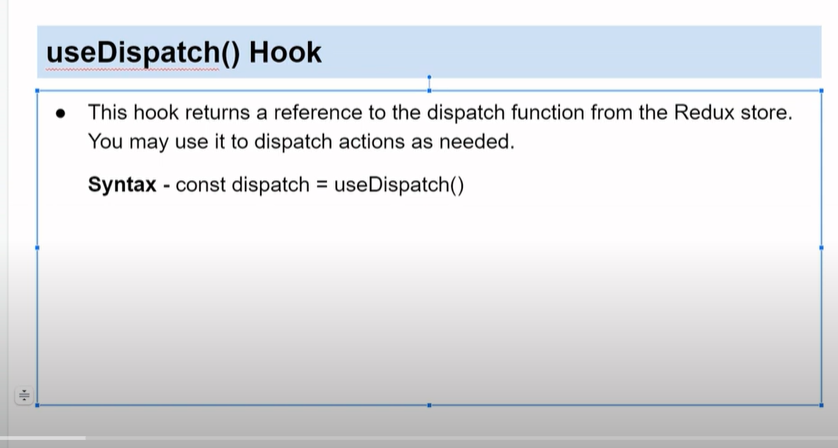 useDispatch() Hook
● This hook returns a reference to the dispatch function from the Redux store.
You may use it to dispatch actions as needed.
Syntax - const dispatch = useDispatch()